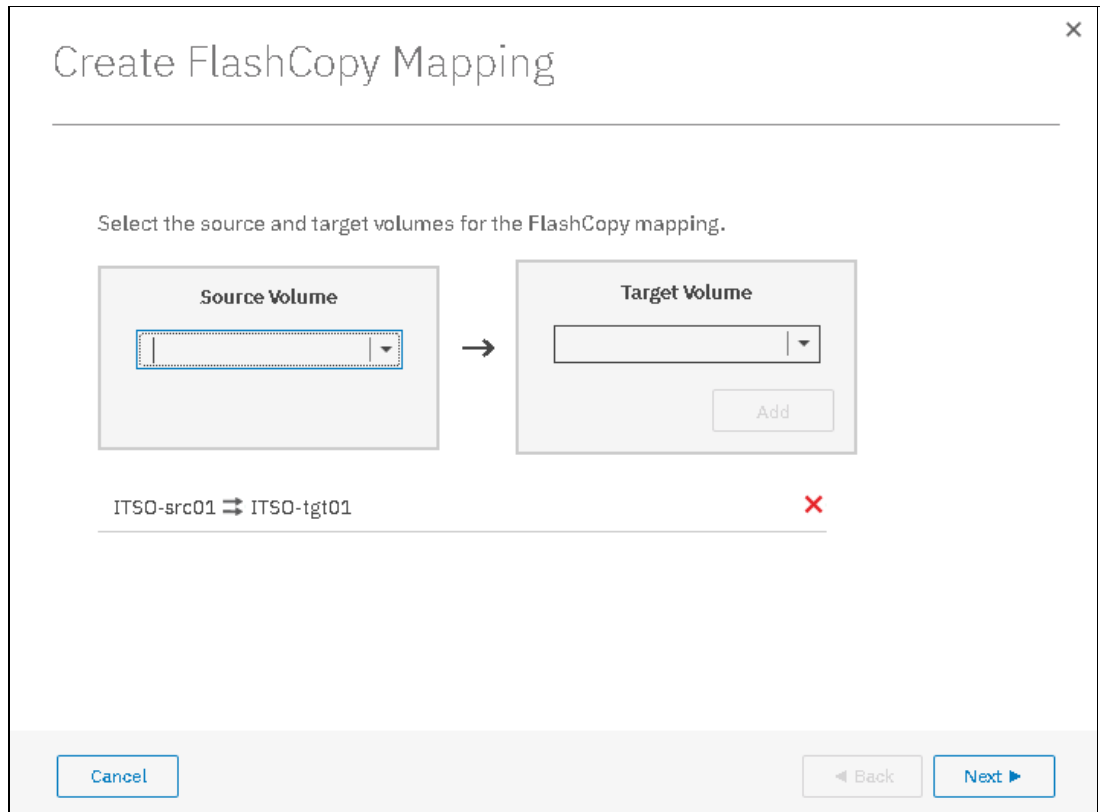 Create FlashCopy Mapping
Select the source and target volumes for the FlashCopy mapping.
Source Volume
Target Volume
Add
ITSO-src01 ⇉ ITSO-tgt01
Cancel
◀ Back
Next ▶